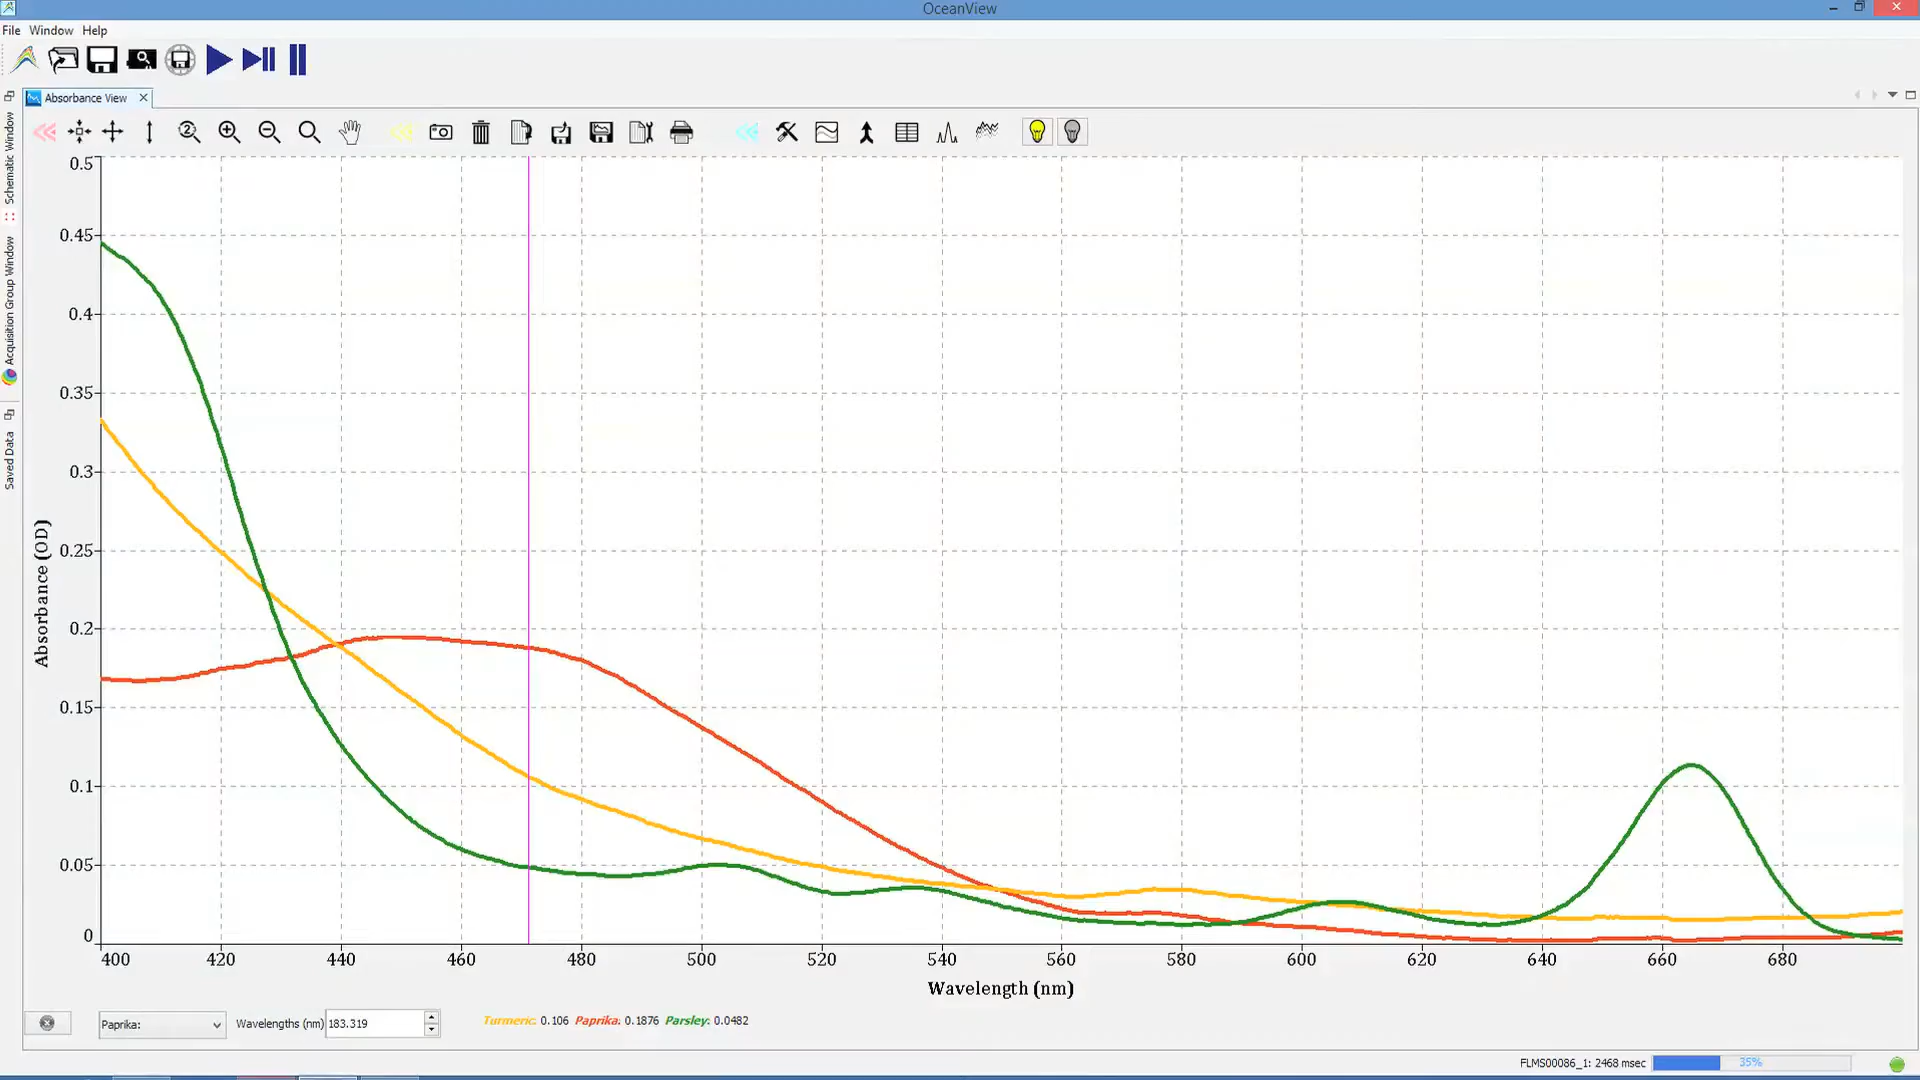 OceanView
File Window Help
Absorbance View
Schematic Window
Acquisition Group Window
Saved Data
0.5
0.45
0.4
0.35
0.3
0.25
0.2
0.15
0.1
0.05
0
Absorbance (OD)
400 420 440 460 480 500 520 540 560 580 600 620 640 660 680
Wavelength (nm)
Paprika: Wavelengths (nm) 183.319 Turmeric: 0.106 Paprika: 0.1876 Parsley: 0.0482
FLMS00086_1: 2468 msec 35%